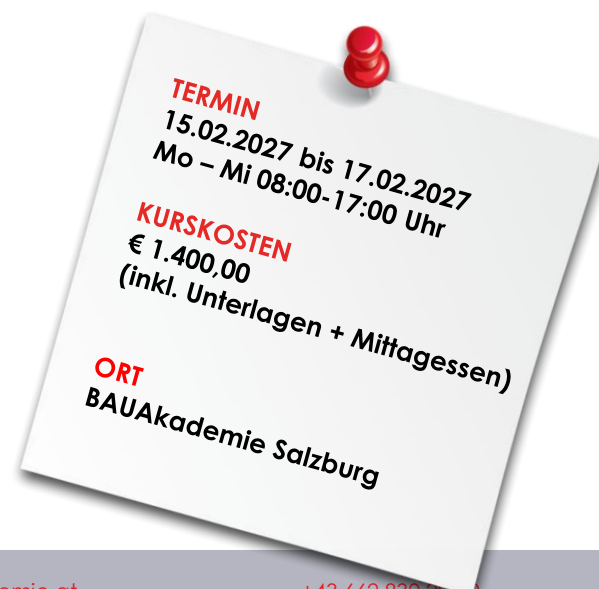 TERMIN
15.02.2027 bis 17.02.2027
Mo – Mi 08:00-17:00 Uhr
KURSKOSTEN
€ 1.400,00
(inkl. Unterlagen + Mittagessen)
ORT
BAUAkademie Salzburg